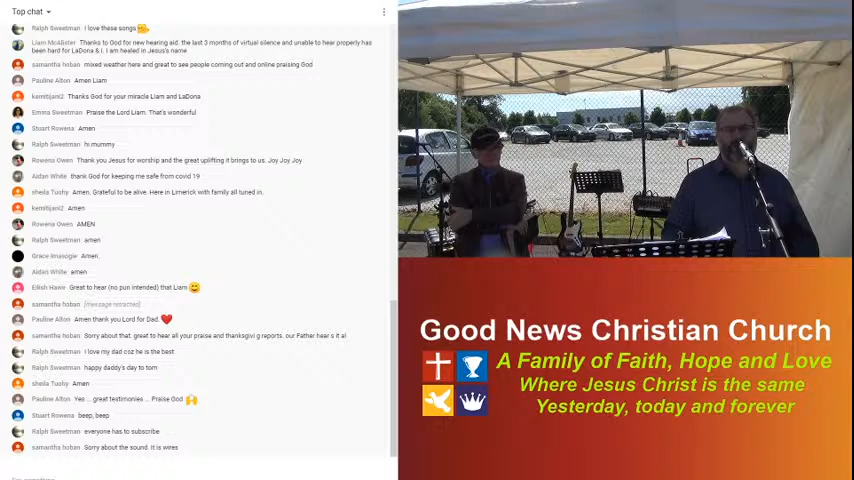 Top chat
Ralph Sweetman I love these songs
Liam McAlister Thanks to God for new hearing aid. the last 3 months of virtual silence and unable to hear properly has
been hard for LaDona & I. I am healed in Jesus's name
samantha hoban mixed weather here and great to see people coming out and online praising God
Pauline Alton Amen Liam
kemitijani2 Thanks God for your miracle Liam and LaDona
Emma Sweetman Praise the Lord Liam. That's wonderful
Stuart Rowena Amen
Ralph Sweetman hi mummy
Rowena Owen Thank you Jesus for worship and the great uplifting it brings to us. Joy Joy Joy
Aidan White thank God for keeping me safe from covid 19
sheila Tushy Amen. Grateful to be alive. Here in Limerick with family all tuned in.
kemitijani2 Amen
Rowena Owen AMEN
Ralph Sweetman amen
Grace Imasogie Amen.
Aidan White amen
Eilish Hawe Great to hear (no pun intended) that Liam
samantha hoban [message retracted]
Pauline Alton Amen thank you Lord for Dad.
samantha hoban Sorry about that. great to hear all your praise and thanksgivi g reports. our Father hear s it al
Ralph Sweetman I love my dad coz he is the best
Ralph Sweetman happy daddy's day to tom
sheila Tushy Amen
Pauline Alton Yes ... great testimonies ... Praise God
Stuart Rowena beep, beep
Ralph Sweetman everyone has to subscribe
samantha hoban Sorry about the sound. It is wires
Good News Christian Church
A Family of Faith, Hope and Love
Where Jesus Christ is the same
Yesterday, today and forever